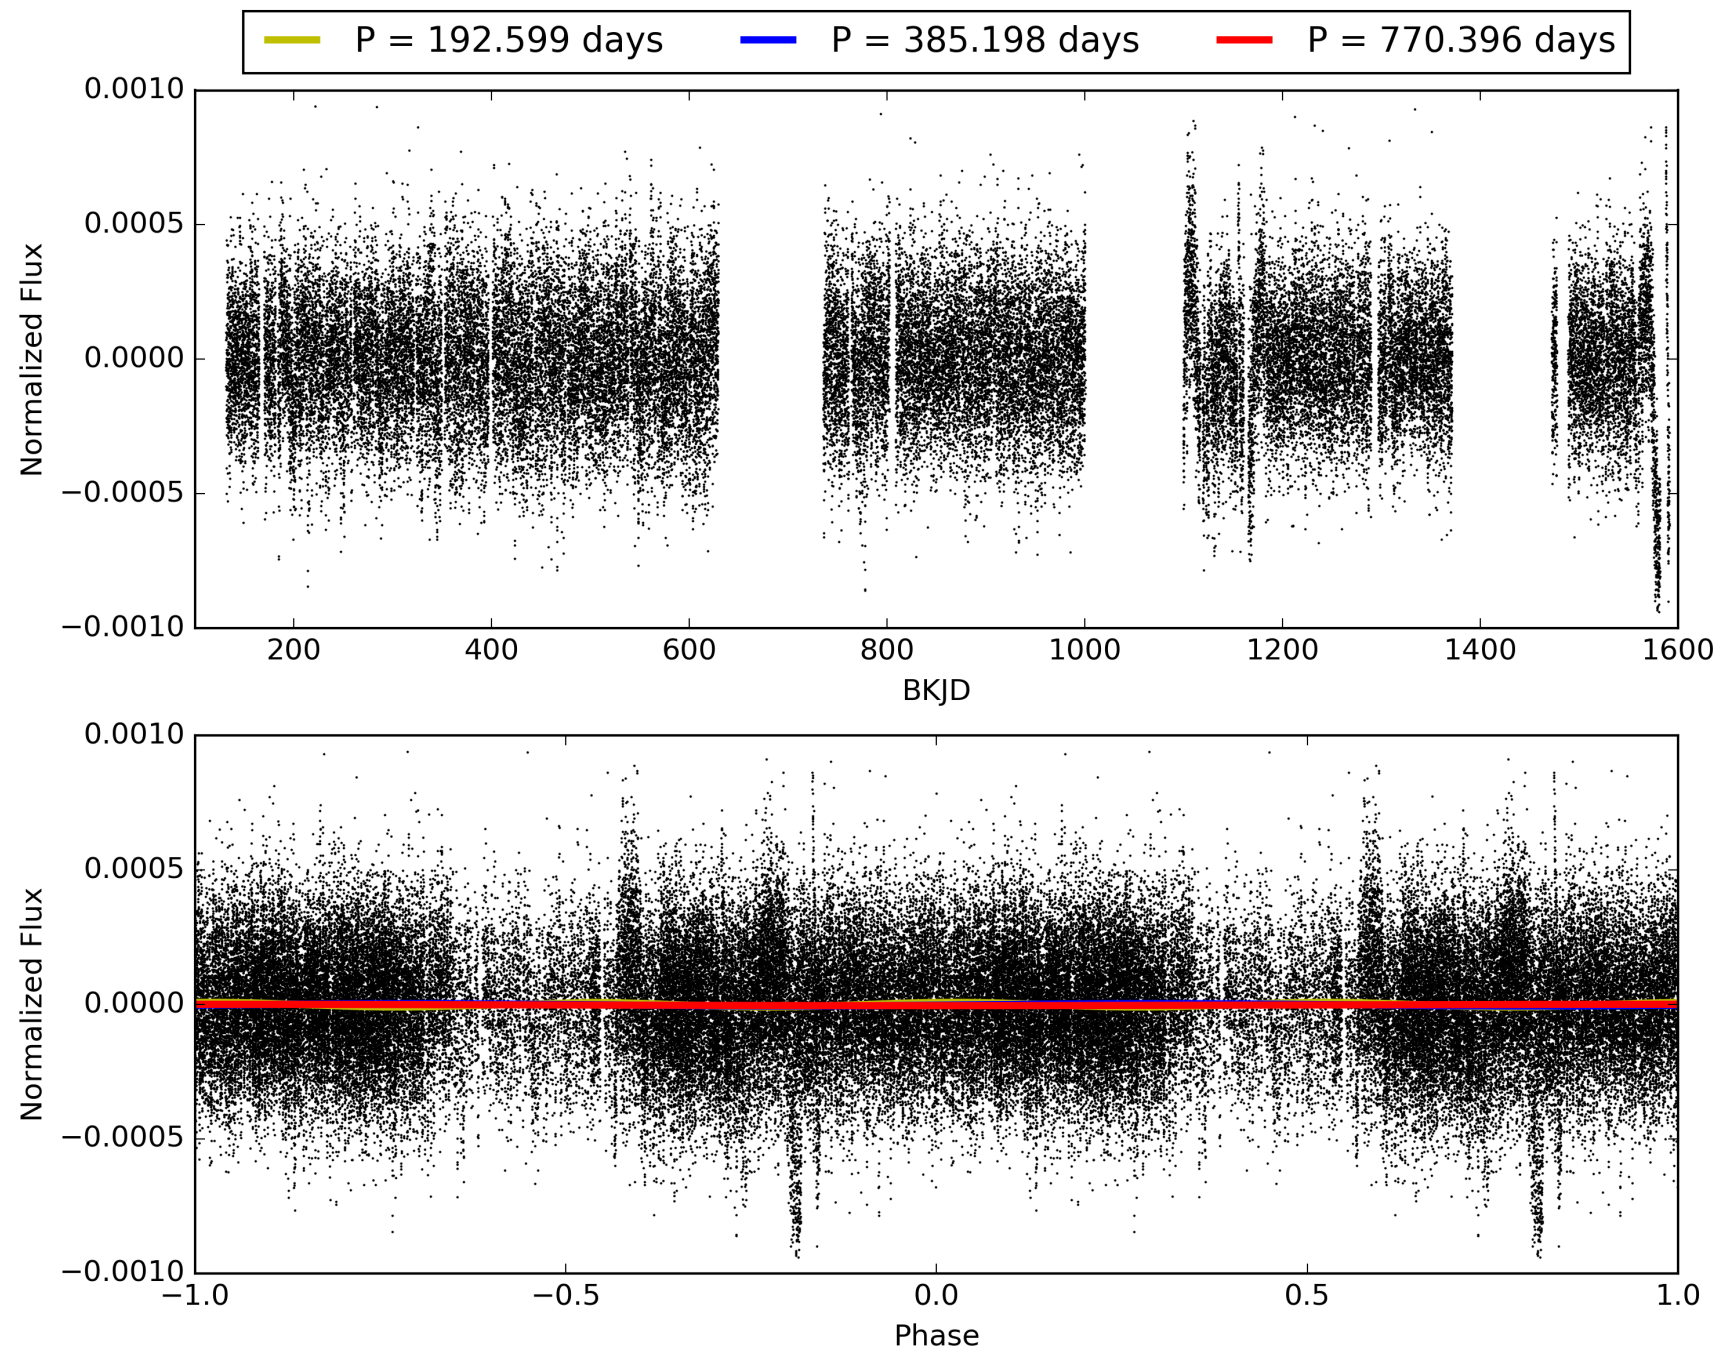 P = 192.599 days P = 385.198 days P = 770.396 days
0.0010
0.0005
0.0000
−0.0005
−0.0010
Normalized Flux
200 400 600 800 1000 1200 1400 1600
BKJD
0.0010
0.0005
0.0000
−0.0005
−0.0010
Normalized Flux
−1.0 −0.5 0.0 0.5 1.0
Phase